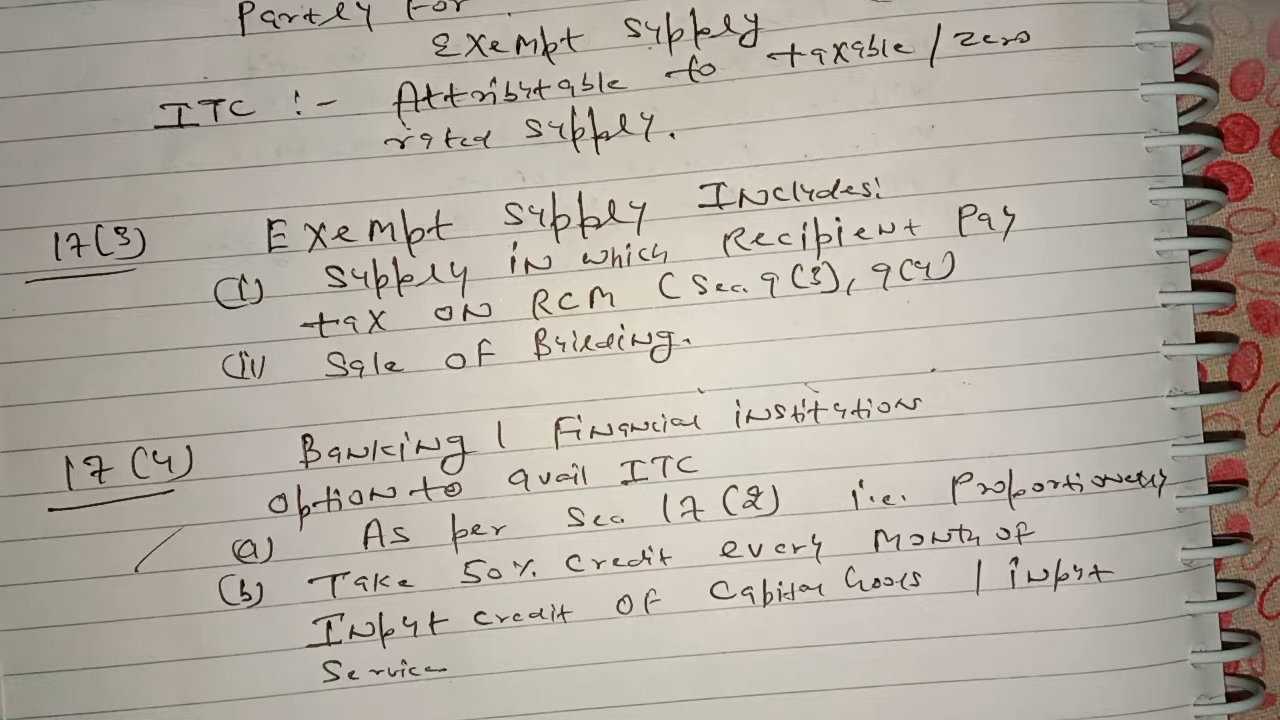 Partly For
Exempt supply
ITC :- Attributable to taxable / zero
rated supply.
17(3) Exempt supply Includes:
(i) supply in which Recipient Pay
tax on RCM (Sec. 9(3), 9(4)
(ii) Sale of Building.
17(4) Banking / Financial institution
option to avail ITC
(a) As per Sec. 17(2) i.e. Proportionately
(b) Take 50% credit every Month of
Input credit of Capital Goods / input
Service